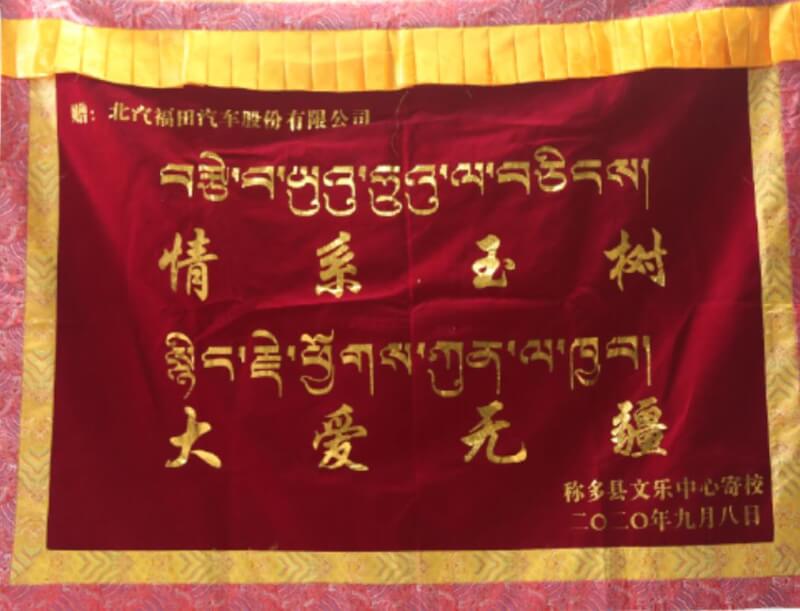 赠：北汽福田汽车股份有限公司
བརྩེ་བ་ཡུའུ་ཀྲུའུ་ལ་བཅིངས།
情系玉树
སྙིང་རྗེ་ཕྱོགས་ཀུན་ལ་ཁྱབ།
大爱无疆
称多县文乐中心寄校
二〇二〇年九月八日